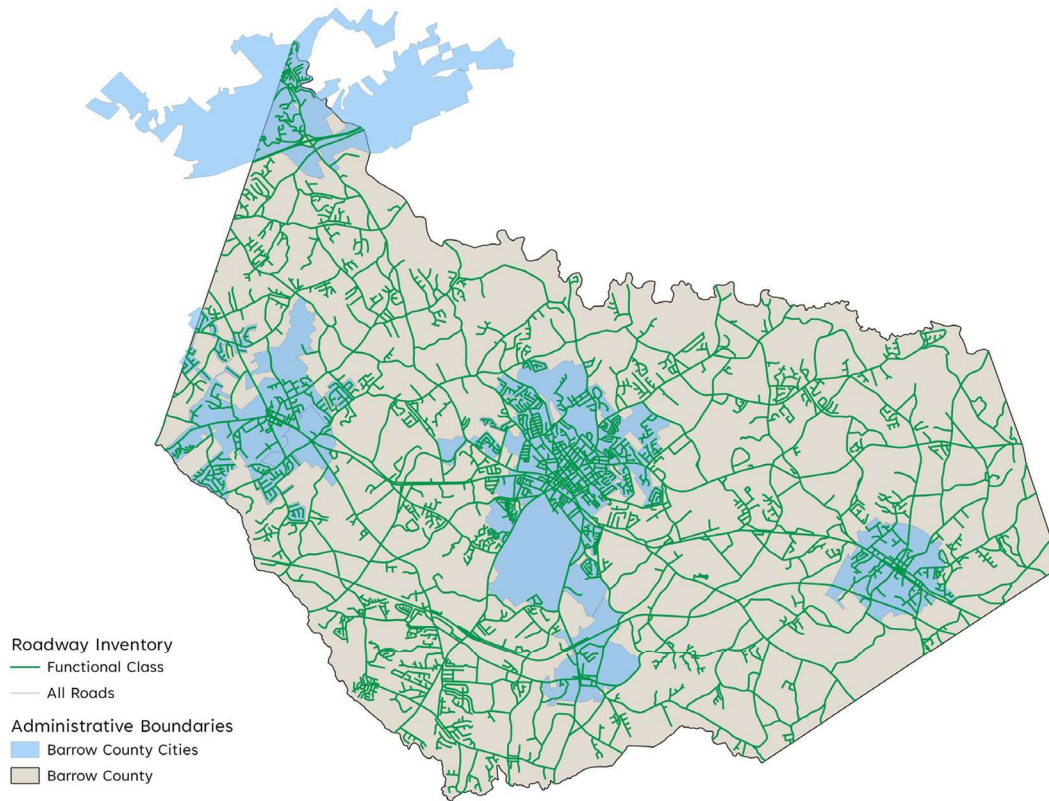 Roadway Inventory
Functional Class
All Roads
Administrative Boundaries
Barrow County Cities
Barrow County